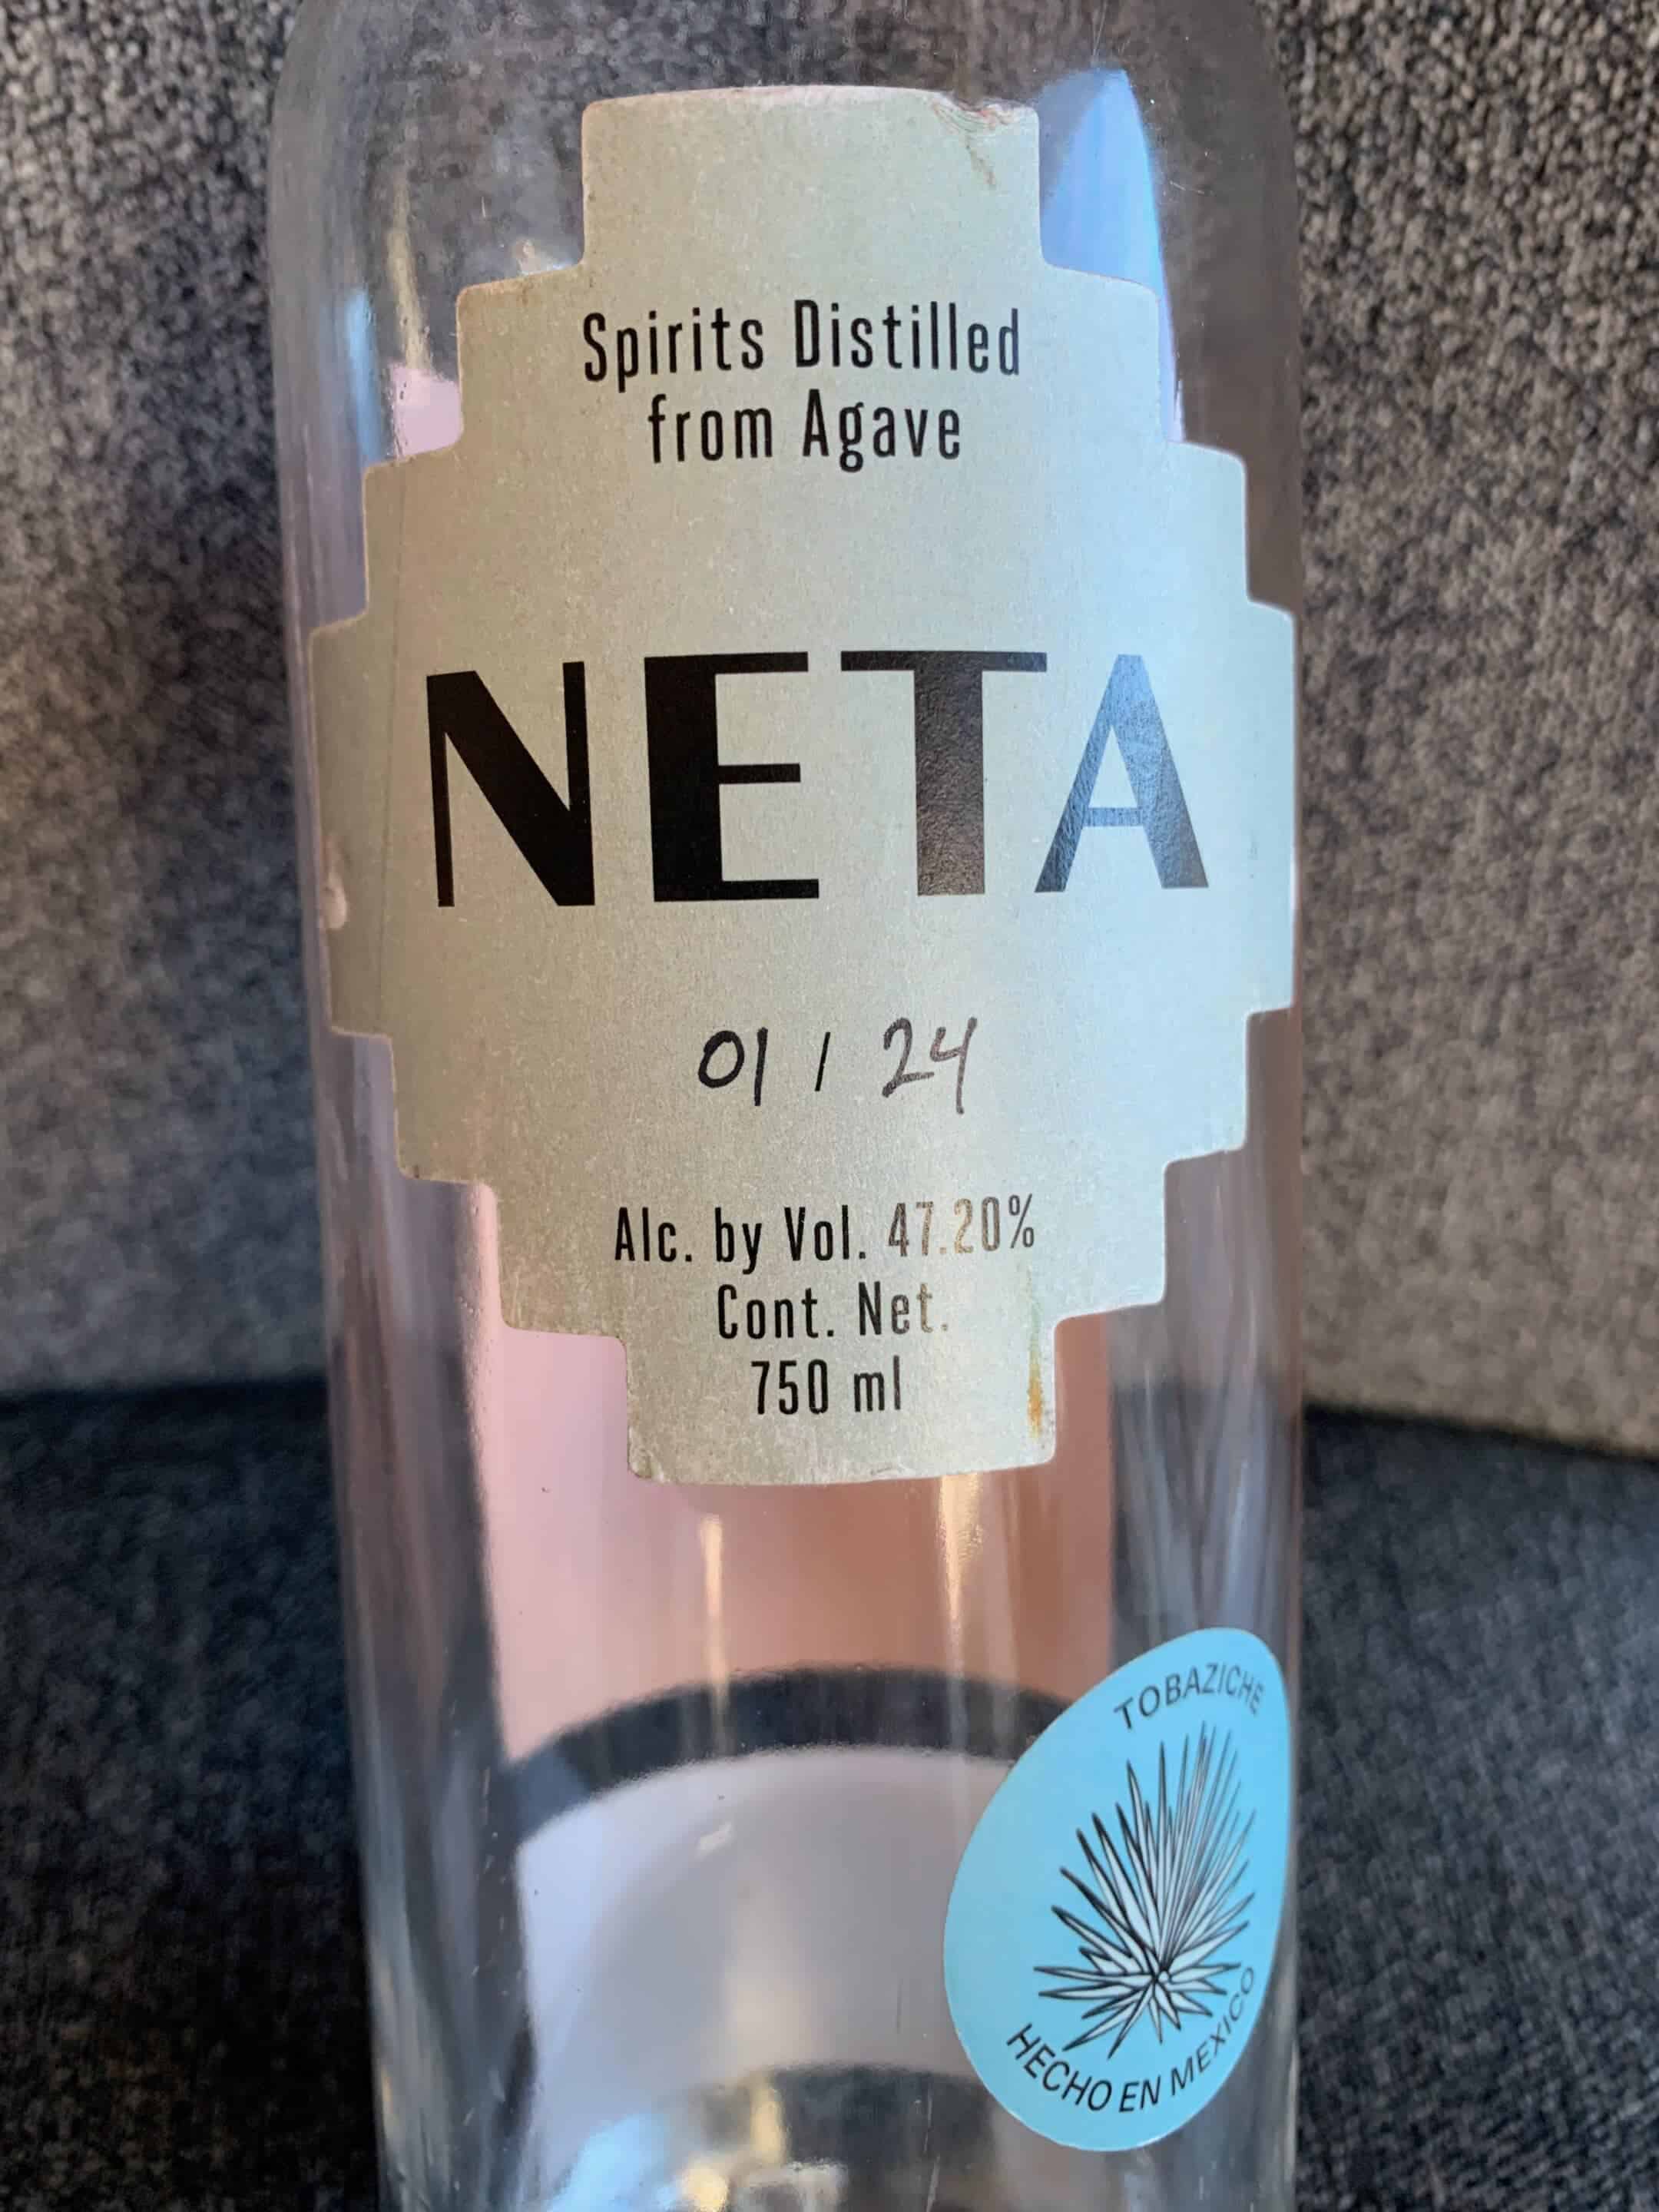 Spirits Distilled
from Agave
NETA
01 / 24
Alc. by Vol. 47.20%
Cont. Net.
750 ml
TOBAZICHE
HECHO EN MEXICO